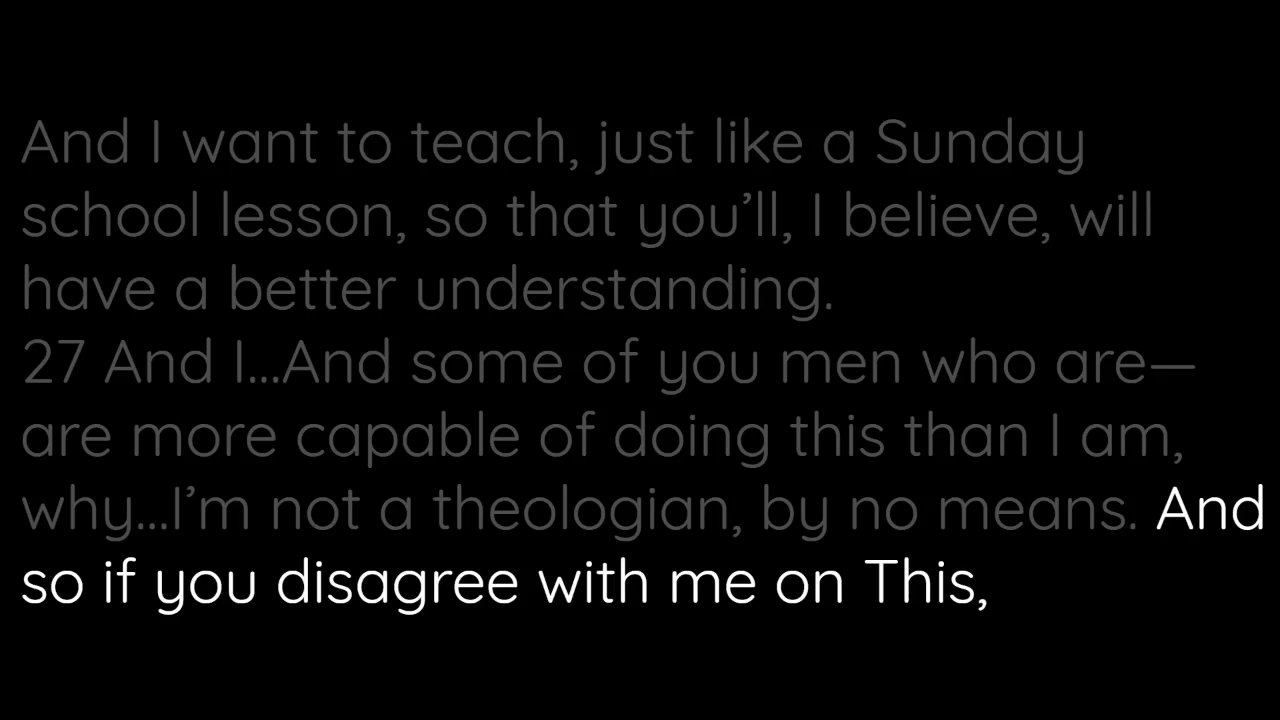 And I want to teach, just like a Sunday
school lesson, so that you’ll, I believe, will
have a better understanding.
27 And I...And some of you men who are—
are more capable of doing this than I am,
why...I’m not a theologian, by no means. And
so if you disagree with me on This,